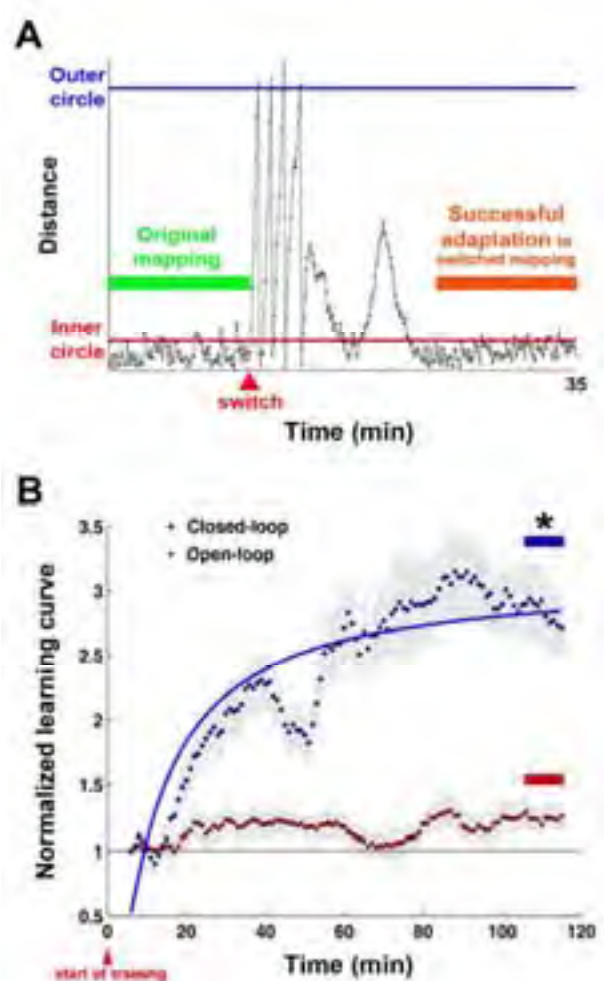 A
Outer
circle
Distance
Original
mapping
Successful
adaptation to
switched mapping
Inner
circle
switch
35
Time (min)
B
3.5
3
2.5
2
1.5
1
0.5
Normalized learning curve
Closed-loop
Open-loop
*
0 20 40 60 80 100 120
start of training
Time (min)